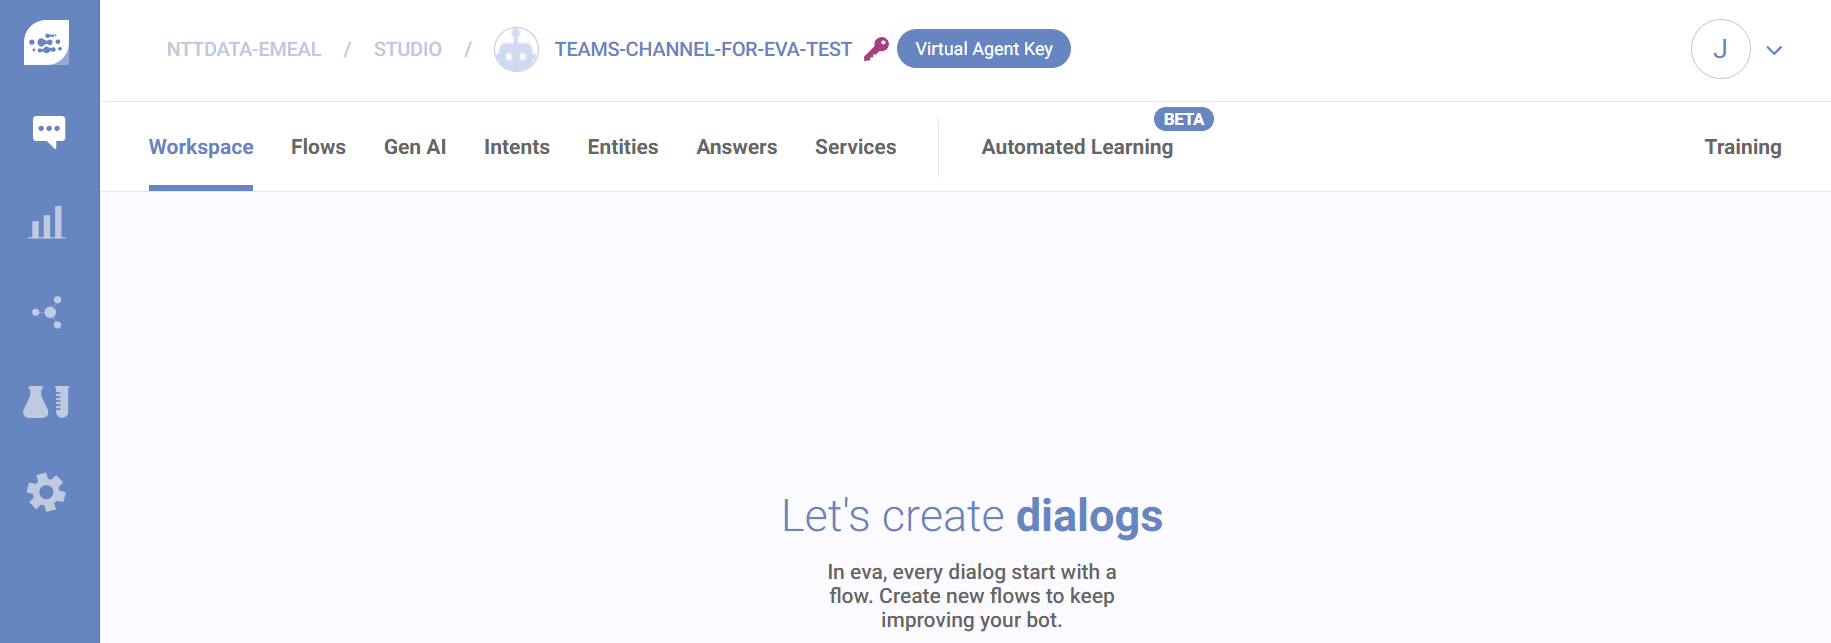 NTTDATA-EMEAL / STUDIO / TEAMS-CHANNEL-FOR-EVA-TEST Virtual Agent Key J
BETA
Workspace Flows Gen AI Intents Entities Answers Services Automated Learning Training
Let's create dialogs
In eva, every dialog start with a
flow. Create new flows to keep
improving your bot.